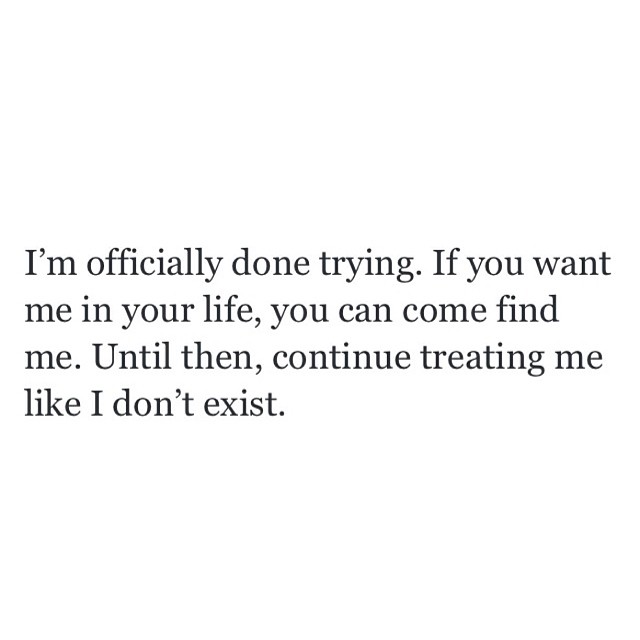 I’m officially done trying. If you want
me in your life, you can come find
me. Until then, continue treating me
like I don’t exist.